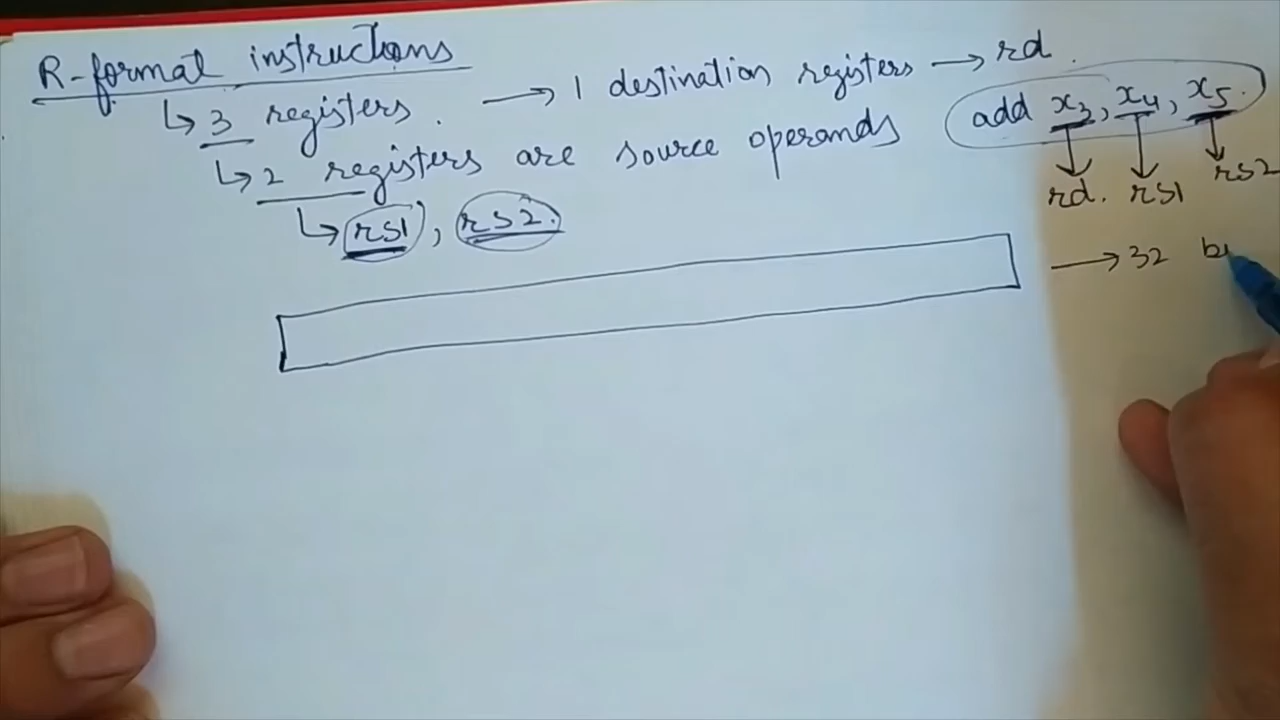 R-format instructions
↳ 3 registers. → 1 destination registers → rd.
↳ 2 registers are source operands
add x3, x4, x5.
rd. rs1 rs2
↳ rs1, rs2.
→ 32